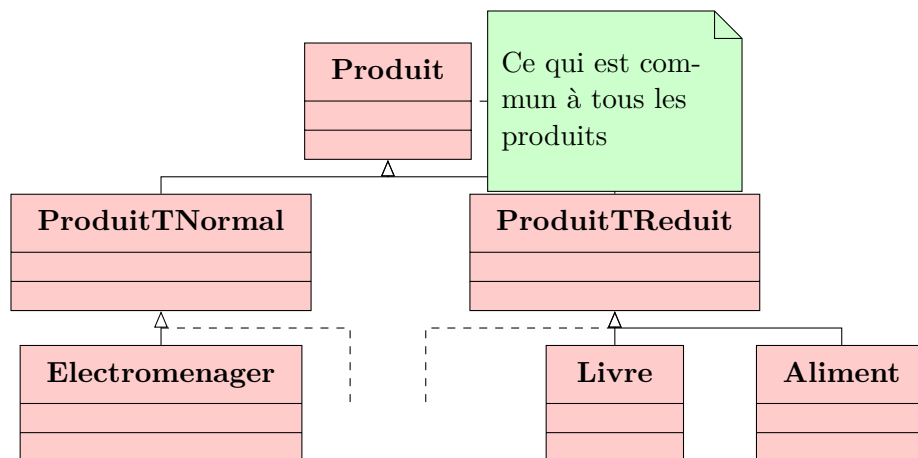 Produit
Ce qui est com-
mun à tous les
produits
ProduitTNormal
ProduitTReduit
Electromenager
Livre
Aliment